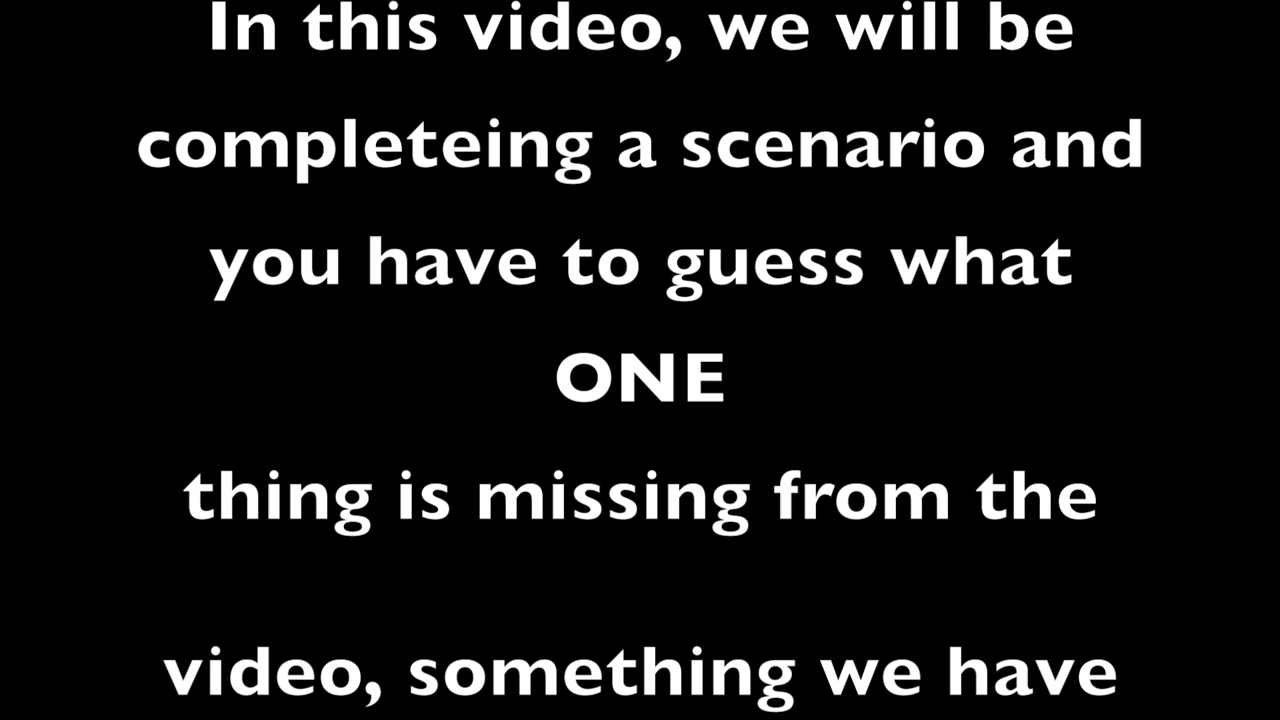 In this video, we will be
completeing a scenario and
you have to guess what
ONE
thing is missing from the
video, something we have